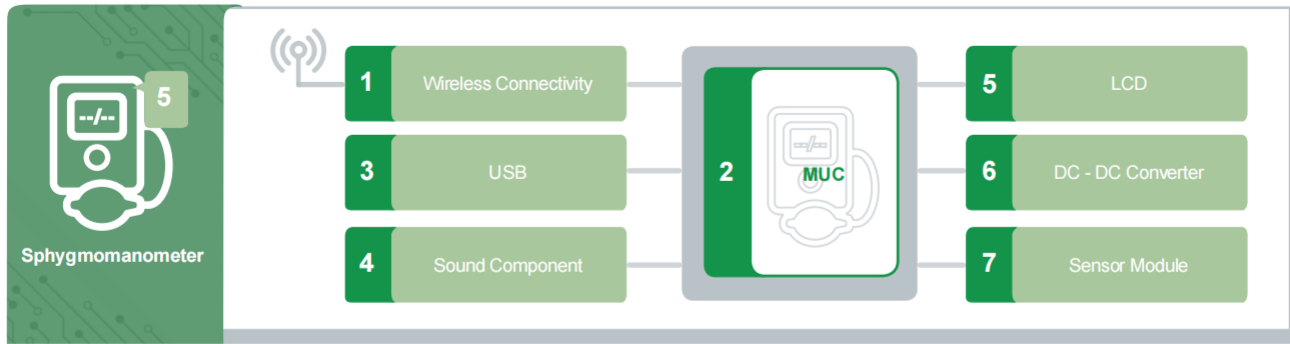 5
--/--
Sphygmomanometer
1 Wireless Connectivity
3 USB
4 Sound Component
2 MUC
--/--
5 LCD
6 DC - DC Converter
7 Sensor Module